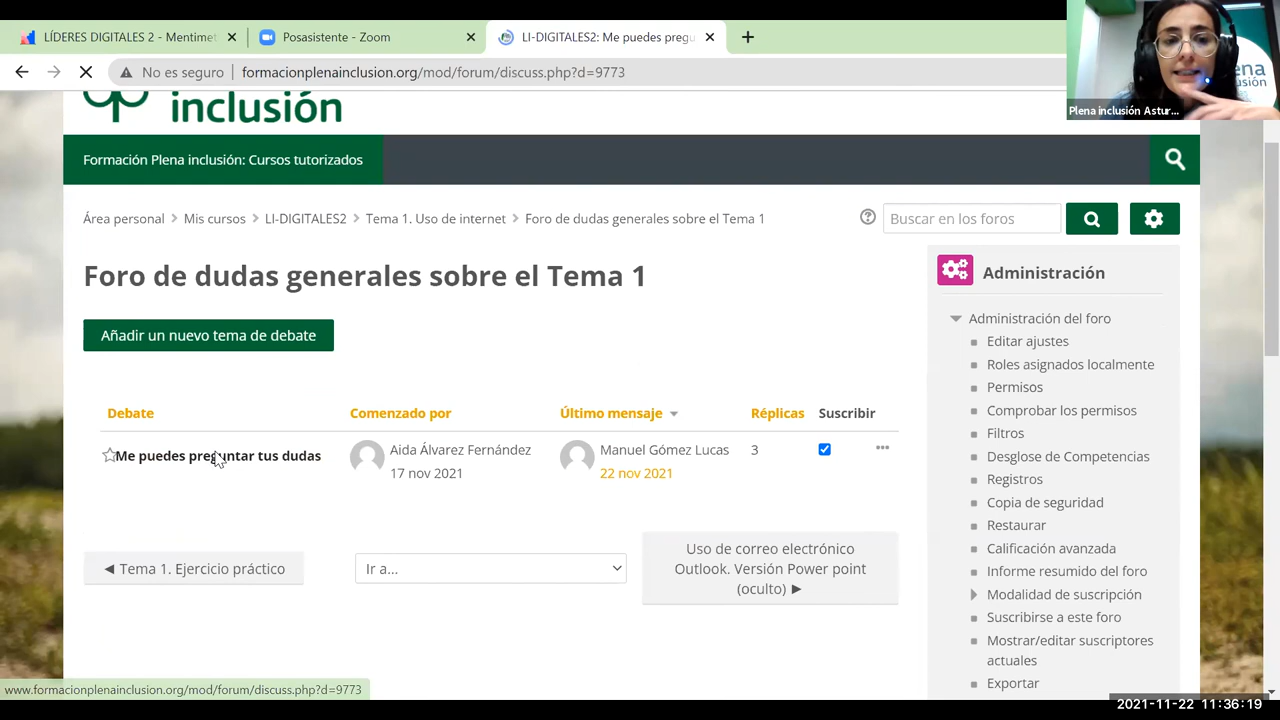 LÍDERES DIGITALES 2 - Mentimet
Posasistente - Zoom
LI-DIGITALES2: Me puedes pregu
No es seguro
formacionplenainclusion.org/mod/forum/discuss.php?d=9773
Plena inclusión Astur...
inclusión
Formación Plena inclusión: Cursos tutorizados
Área personal
Mis cursos
LI-DIGITALES2
Tema 1. Uso de internet
Foro de dudas generales sobre el Tema 1
Buscar en los foros
Foro de dudas generales sobre el Tema 1
Añadir un nuevo tema de debate
Debate
Comenzado por
Último mensaje
Réplicas
Suscribir
Me puedes preguntar tus dudas
Aida Álvarez Fernández
17 nov 2021
Manuel Gómez Lucas
22 nov 2021
3
◄ Tema 1. Ejercicio práctico
Ir a...
Uso de correo electrónico
Outlook. Versión Power point
(oculto) ►
Administración
Administración del foro
Editar ajustes
Roles asignados localmente
Permisos
Comprobar los permisos
Filtros
Desglose de Competencias
Registros
Copia de seguridad
Restaurar
Calificación avanzada
Informe resumido del foro
Modalidad de suscripción
Suscribirse a este foro
Mostrar/editar suscriptores
actuales
Exportar
www.formacionplenainclusion.org/mod/forum/discuss.php?d=9773
2021-11-22 11:36:19